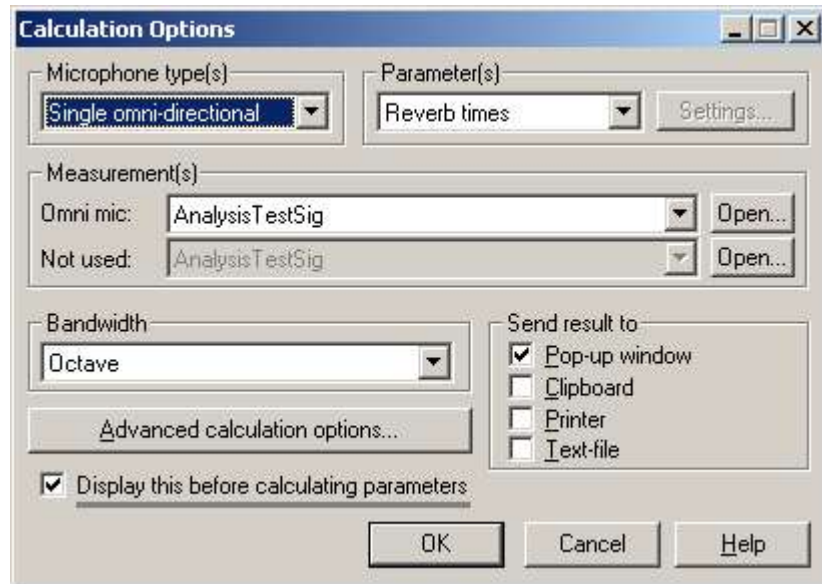 Calculation Options
Microphone type(s)
Single omni-directional
Parameter(s)
Reverb times
Settings...
Measurement(s)
Omni mic: AnalysisTestSig Open...
Not used: AnalysisTestSig Open...
Bandwidth
Octave
Send result to
Pop-up window
Clipboard
Printer
Text-file
Advanced calculation options...
Display this before calculating parameters
OK Cancel Help